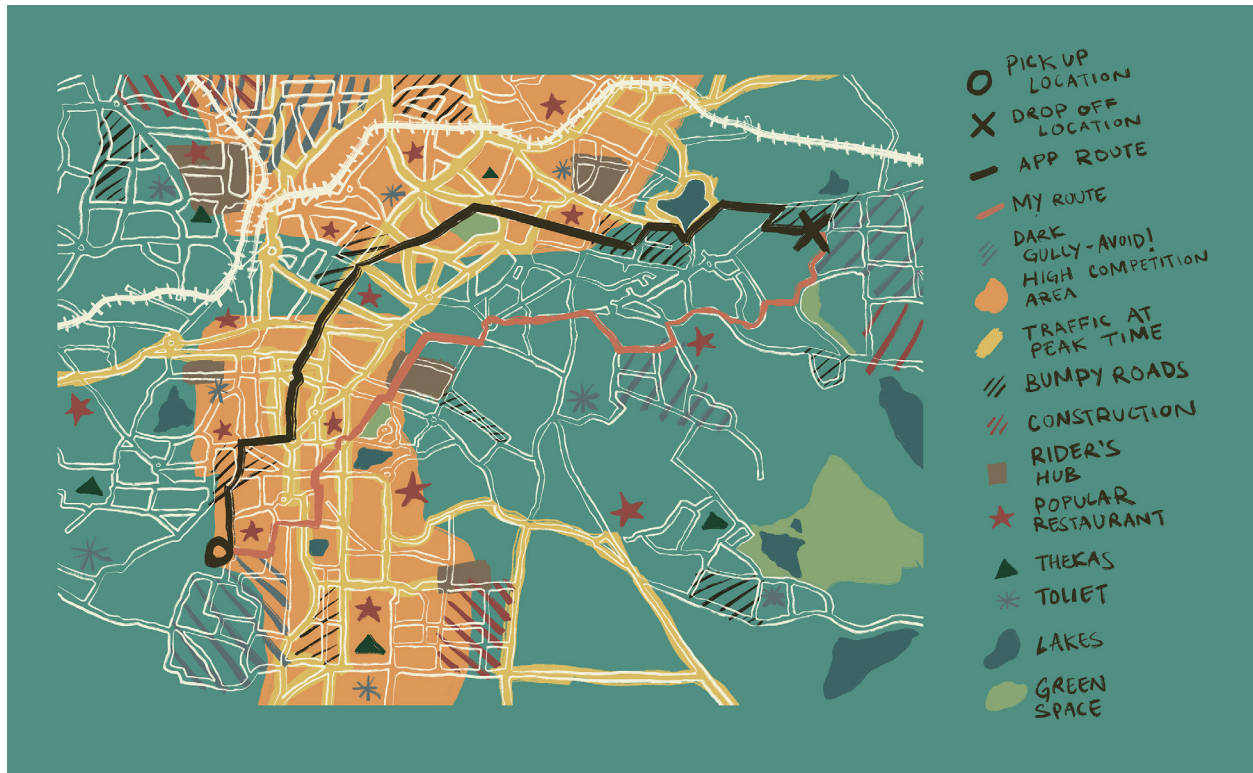 PICK UP
LOCATION
DROP OFF
LOCATION
APP ROUTE
MY ROUTE
DARK
GULLY-AVOID!
HIGH COMPETITION
AREA
TRAFFIC AT
PEAK TIME
BUMPY ROADS
CONSTRUCTION
RIDER'S
HUB
POPULAR
RESTAURANT
THEKAS
TOLIET
LAKES
GREEN
SPACE